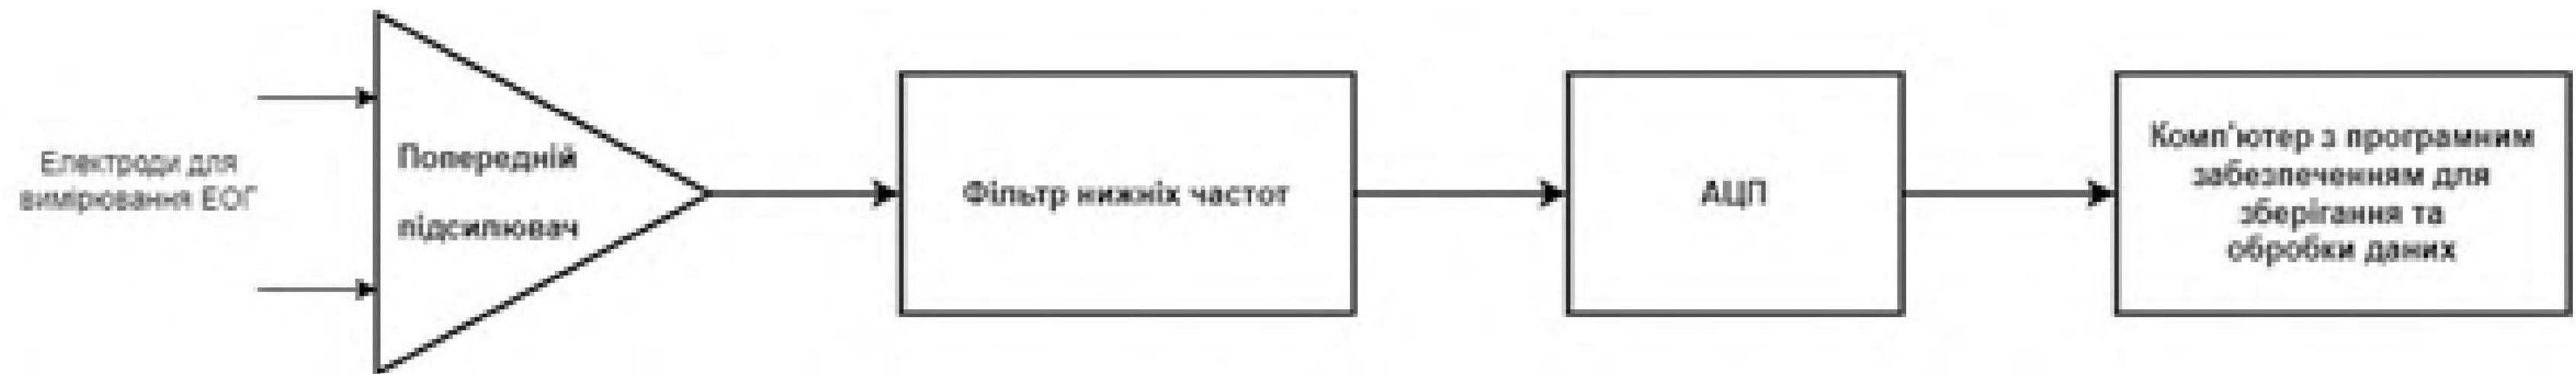 Електроди для
вимірювання ЕОГ
Попередній
підсилювач
Фільтр нижніх частот
АЦП
Комп'ютер з програмним
забезпеченням для
зберігання та
обробки даних